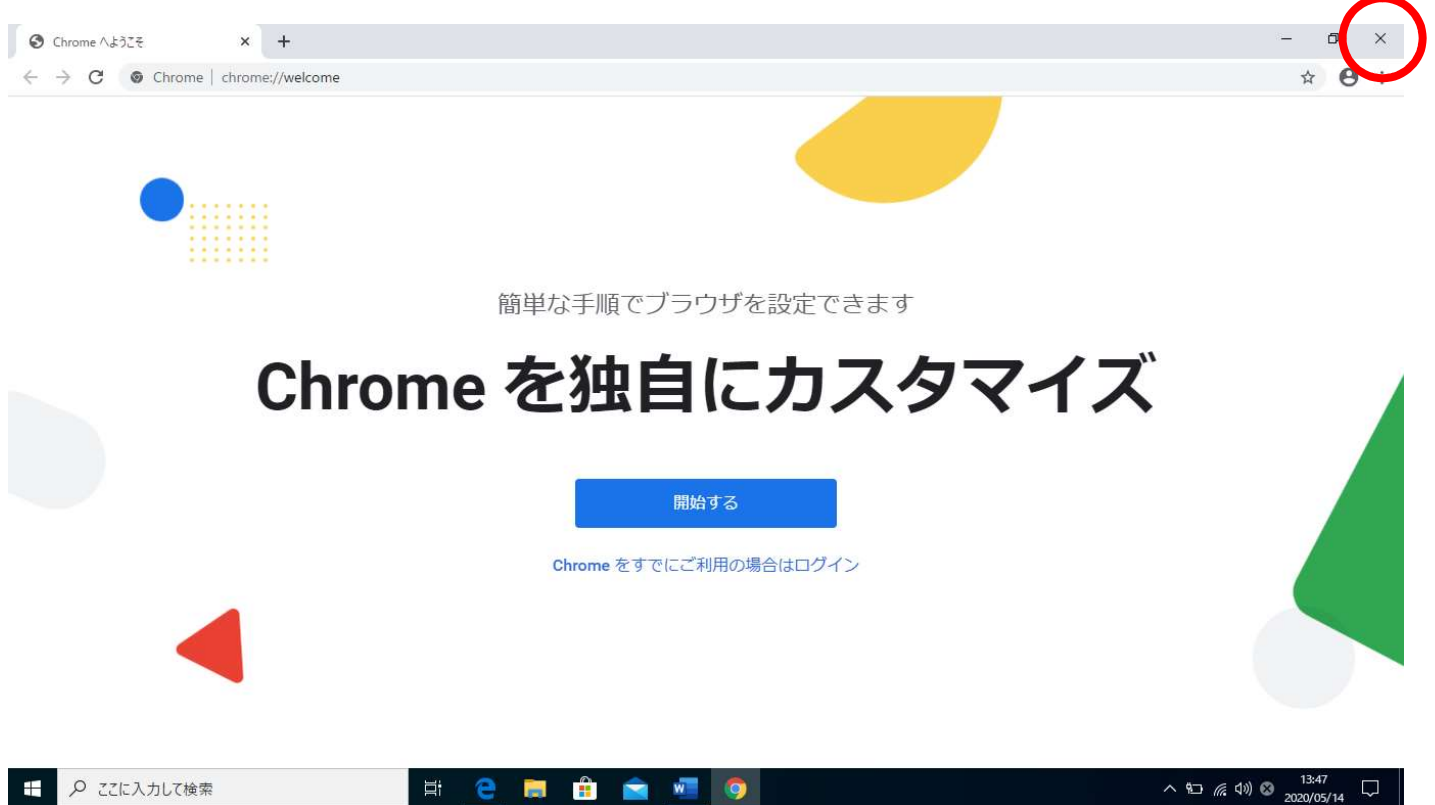 Chrome へようこそ
Chrome | chrome://welcome
簡単な手順でブラウザを設定できます
Chrome を独自にカスタマイズ
開始する
Chrome をすでにご利用の場合はログイン
ここに入力して検索
13:47
2020/05/14